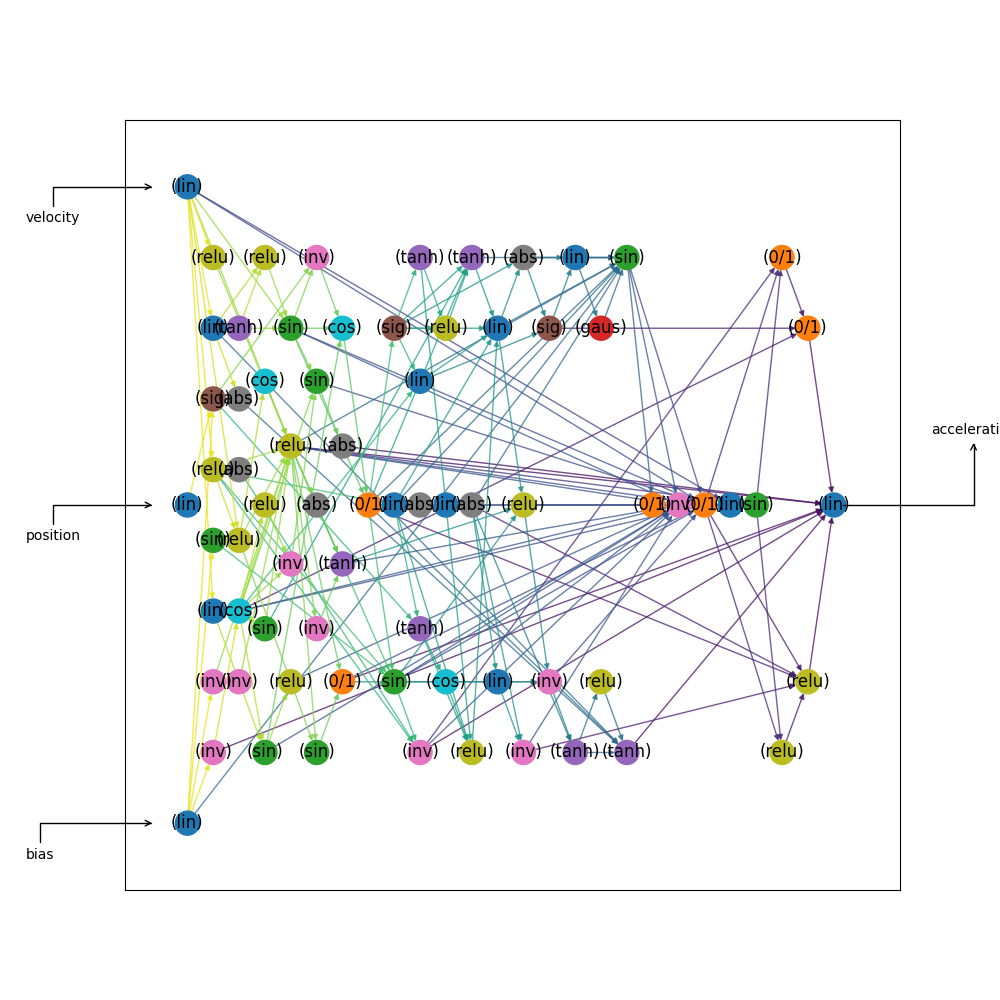 (lin)
velocity
(relu) (relu) (inv) (tanh) (tanh) (abs) (lin) (sin) (0/1)
(lin) (tanh) (sin) (cos) (sig) (relu) (lin) (sig) (gaus) (0/1)
(cos) (sin) (lin)
(sig) (abs)
accelerati
(relu) (abs)
(relu) (abs)
(lin) (relu) (abs) (0/1) (lin) (abs) (lin) (abs) (relu) (0/1) (inv) (0/1) (lin) (sin) (lin)
position
(sin) (relu)
(inv) (tanh)
(lin) (cos)
(sin) (inv) (tanh)
(inv) (inv) (relu) (0/1) (sin) (cos) (lin) (inv) (relu) (relu)
(inv) (sin) (sin) (inv) (relu) (inv) (tanh) (tanh) (relu)
(lin)
bias